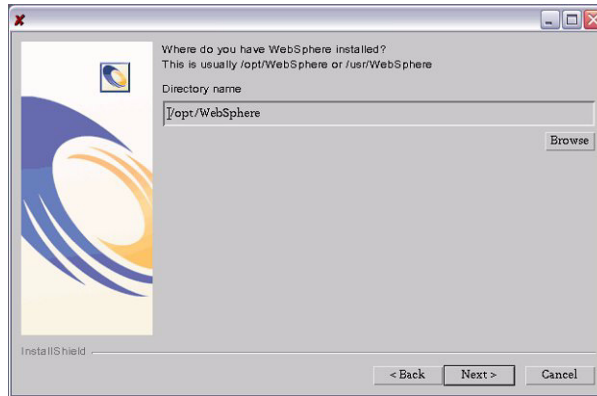 Where do you have WebSphere installed?
This is usually /opt/WebSphere or /usr/WebSphere
Directory name
/opt/WebSphere
Browse
InstallShield
< Back Next > Cancel